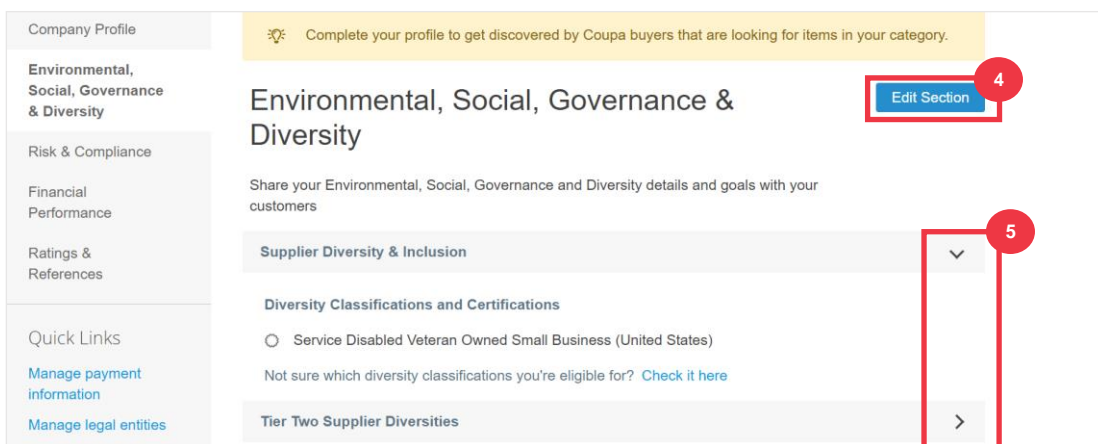 Company Profile
Environmental,
Social, Governance
& Diversity
Risk & Compliance
Financial
Performance
Ratings &
References
Quick Links
Manage payment
information
Manage legal entities
Complete your profile to get discovered by Coupa buyers that are looking for items in your category.
Environmental, Social, Governance &
Diversity
Edit Section
4
Share your Environmental, Social, Governance and Diversity details and goals with your
customers
5
Supplier Diversity & Inclusion
Diversity Classifications and Certifications
Service Disabled Veteran Owned Small Business (United States)
Not sure which diversity classifications you're eligible for? Check it here
Tier Two Supplier Diversities